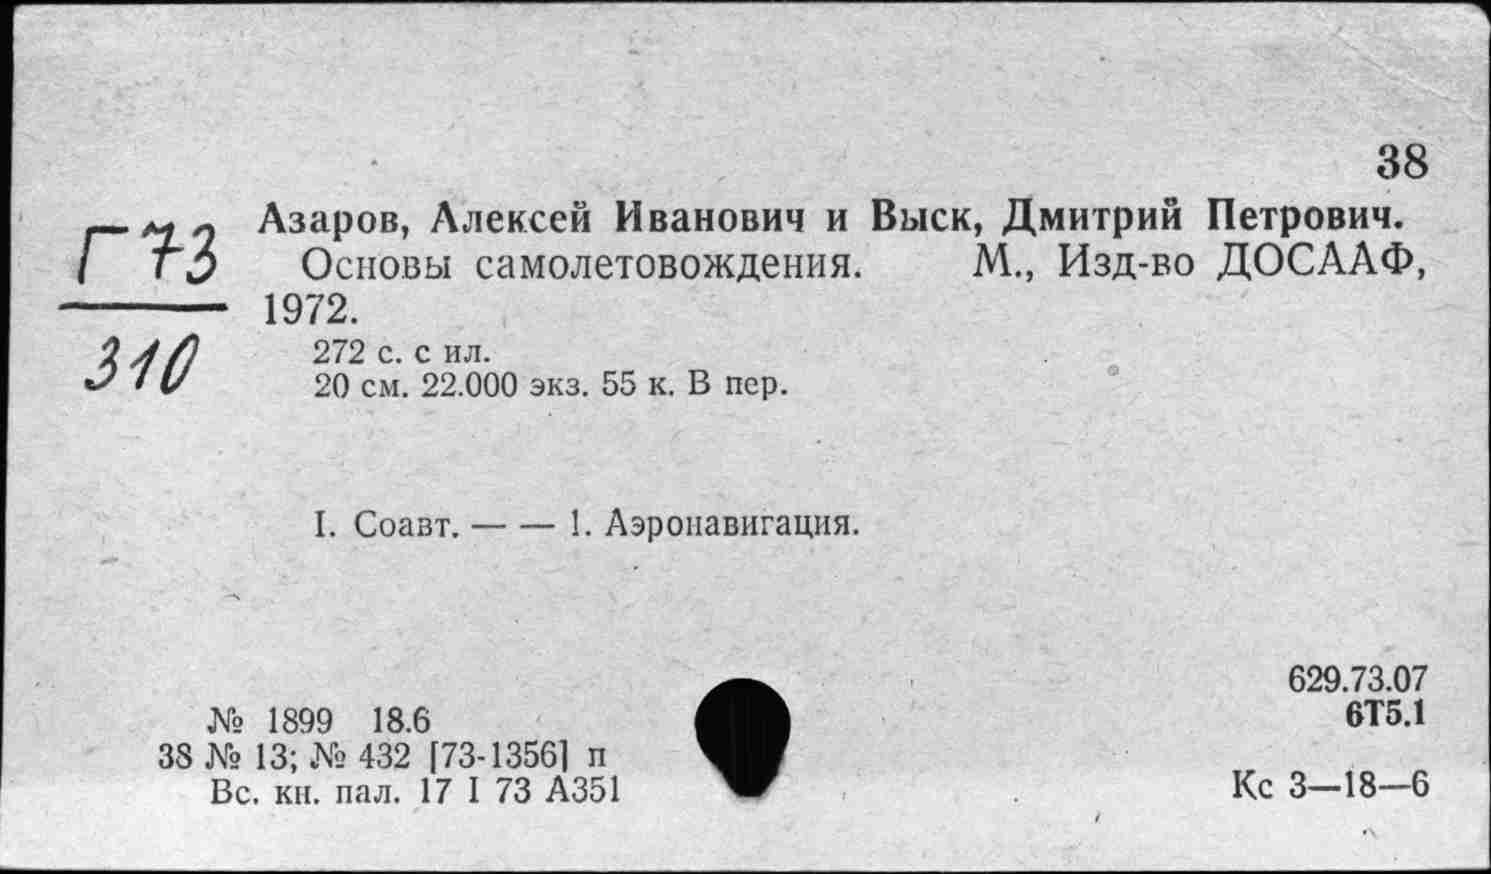 38
Г 73
310
Азаров, Алексей Иванович и Выск, Дмитрий Петрович.
Основы самолетовождения. М., Изд-во ДОСААФ,
1972.
272 с. с ил.
20 см. 22.000 экз. 55 к. В пер.
I. Соавт. — — 1. Аэронавигация.
629.73.07
6Т5.1
№ 1899 18.6
38 № 13; № 432 [73-1356] п
Вс. кн. пал. 17 I 73 А351
Кс 3—18—6